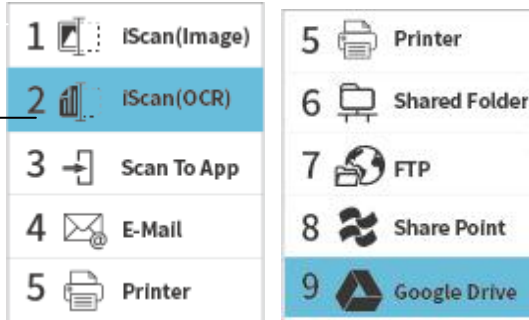 1 iScan(Image)
2 iScan(OCR)
3 Scan To App
4 E-Mail
5 Printer
5 Printer
6 Shared Folder
7 FTP
8 Share Point
9 Google Drive